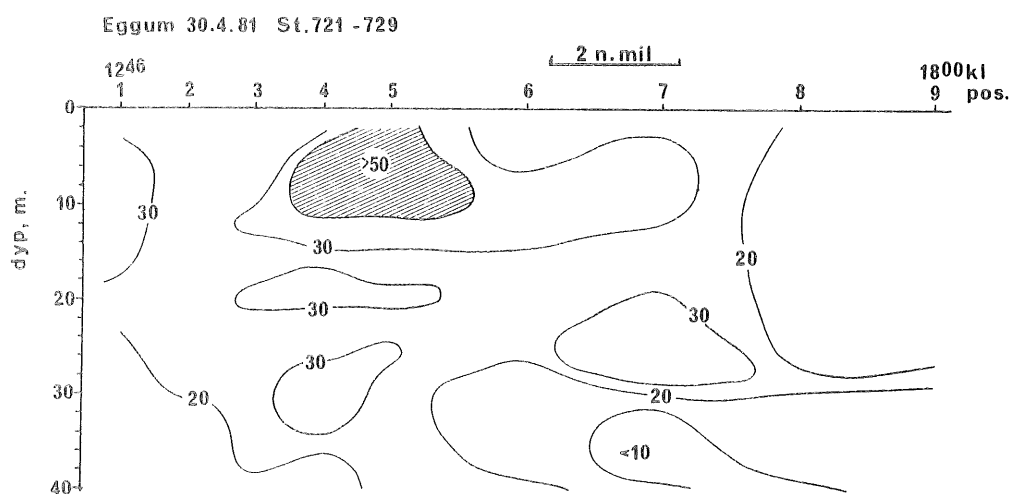 Eggum 30.4.81 St.721-729
2 n.mil
12⁴⁶ 18⁰⁰kl
1 2 3 4 5 6 7 8 9 pos.
0
>50
10 30
dyp, m.
30
20
20 30 30
30
30 20 20
<10
40